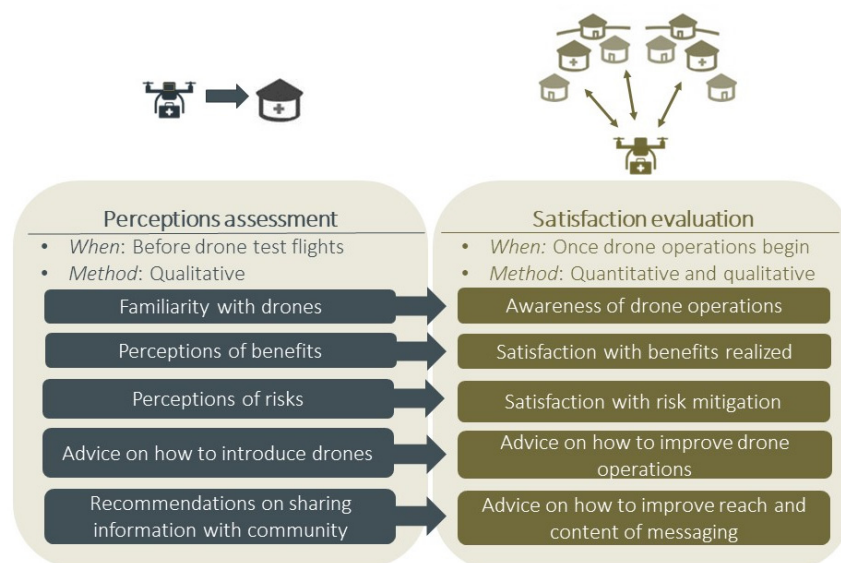 Perceptions assessment
• When: Before drone test flights
• Method: Qualitative
Familiarity with drones
Perceptions of benefits
Perceptions of risks
Advice on how to introduce drones
Recommendations on sharing
information with community
Satisfaction evaluation
• When: Once drone operations begin
• Method: Quantitative and qualitative
Awareness of drone operations
Satisfaction with benefits realized
Satisfaction with risk mitigation
Advice on how to improve drone
operations
Advice on how to improve reach and
content of messaging